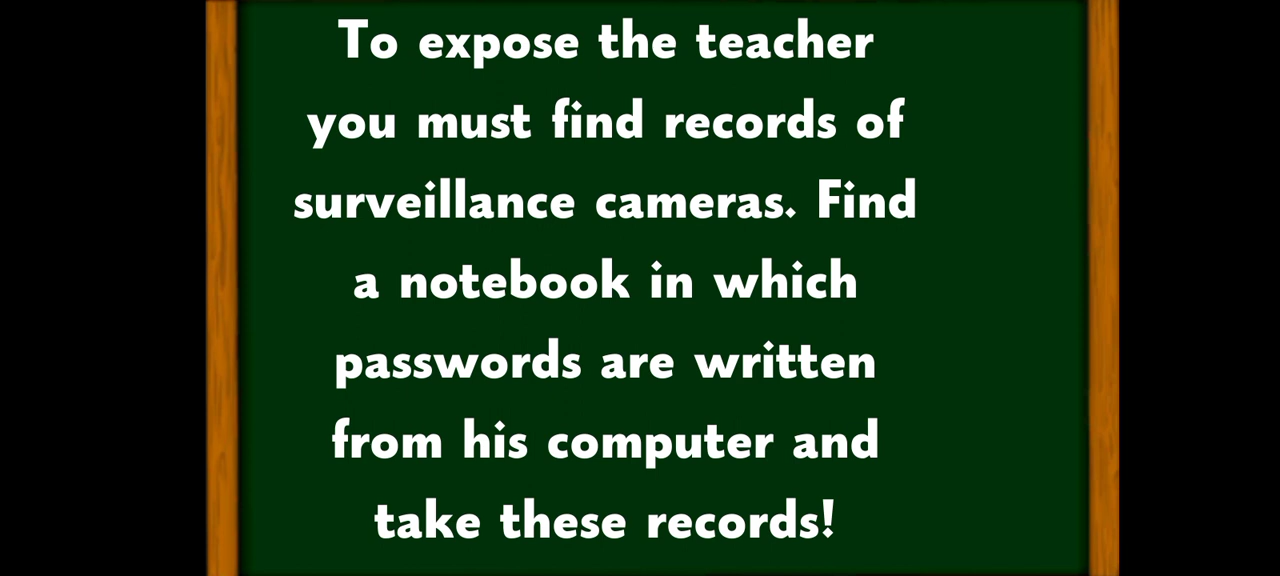 To expose the teacher
you must find records of
surveillance cameras. Find
a notebook in which
passwords are written
from his computer and
take these records!